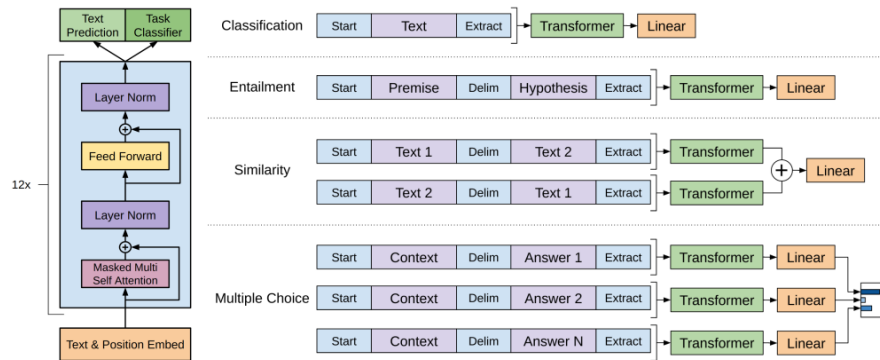 Text
Prediction
Task
Classifier
Layer Norm
Feed Forward
12x
Layer Norm
Masked Multi
Self Attention
Text & Position Embed
Classification
Start
Text
Extract
Transformer
Linear
Entailment
Start
Premise
Delim
Hypothesis
Extract
Transformer
Linear
Similarity
Start
Text 1
Delim
Text 2
Extract
Transformer
Start
Text 2
Delim
Text 1
Extract
Transformer
+
Linear
Multiple Choice
Start
Context
Delim
Answer 1
Extract
Transformer
Linear
Start
Context
Delim
Answer 2
Extract
Transformer
Linear
Start
Context
Delim
Answer N
Extract
Transformer
Linear